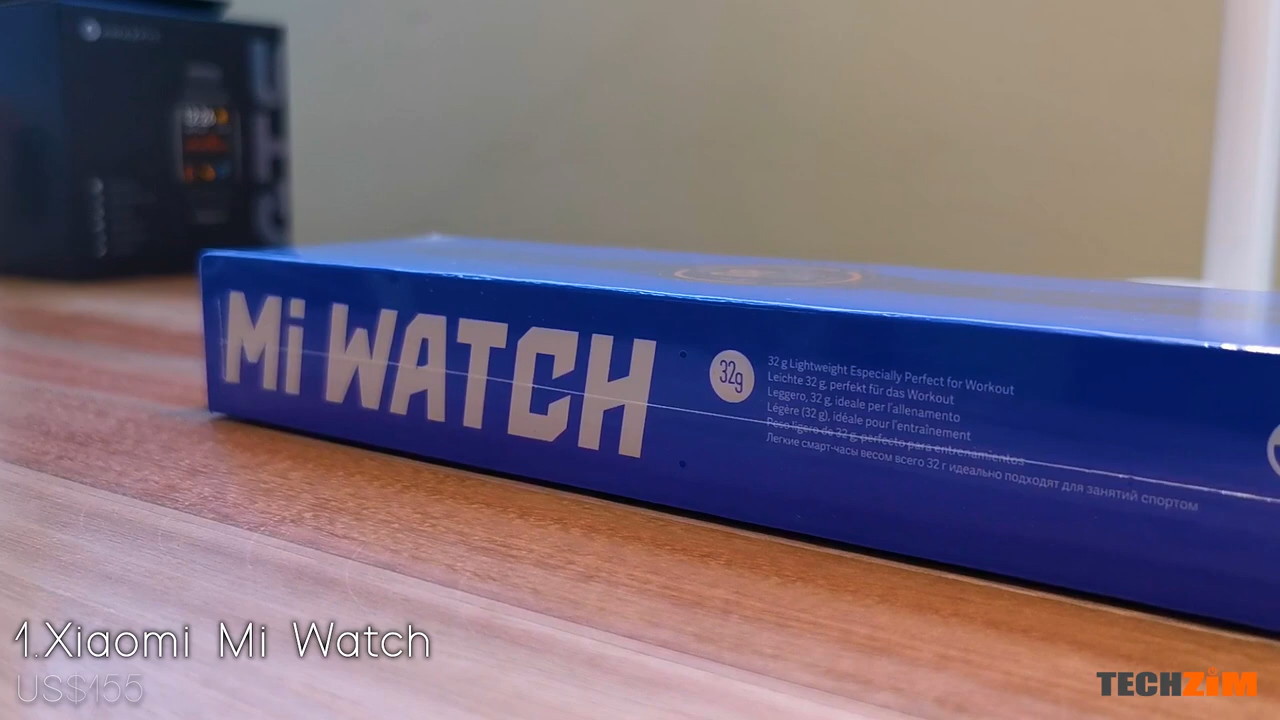 Mi WATCH
32g
32 g Lightweight Especially Perfect for Workout
Leichte 32 g, perfekt für das Workout
Leggero, 32 g, ideale per l'allenamento
Légère (32 g), idéale pour l'entraînement
Peso ligero de 32 g, perfecto para entrenamientos
Легкие смарт-часы весом всего 32 г идеально подходят для занятий спортом
1.Xiaomi Mi Watch
US$155
TECHZiM